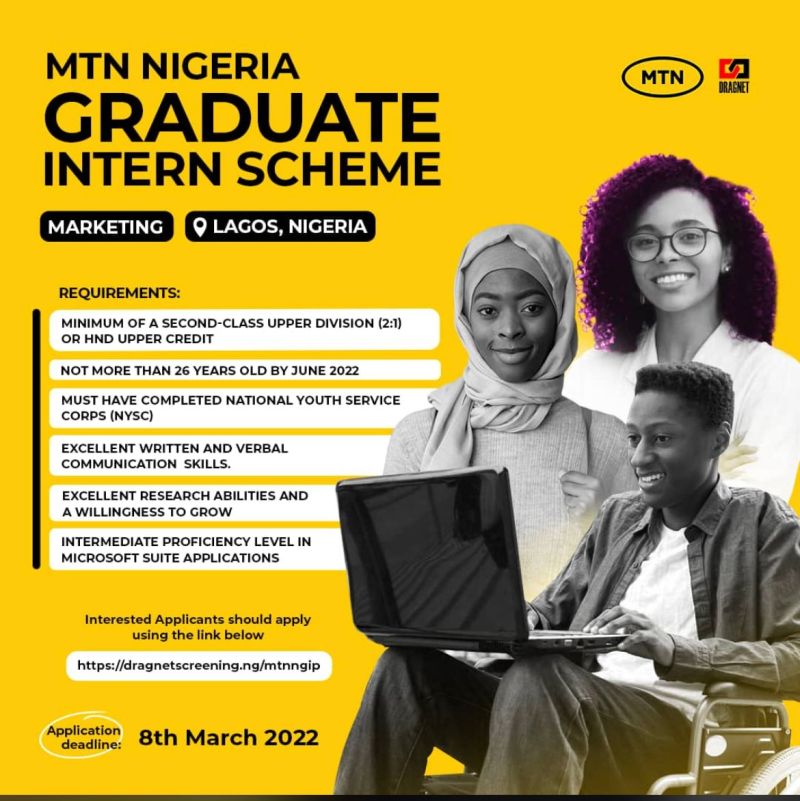 MTN NIGERIA
GRADUATE
INTERN SCHEME
MTN
DRAGNET
MARKETING
LAGOS, NIGERIA
REQUIREMENTS:
MINIMUM OF A SECOND-CLASS UPPER DIVISION (2:1)
OR HND UPPER CREDIT
NOT MORE THAN 26 YEARS OLD BY JUNE 2022
MUST HAVE COMPLETED NATIONAL YOUTH SERVICE
CORPS (NYSC)
EXCELLENT WRITTEN AND VERBAL
COMMUNICATION SKILLS.
EXCELLENT RESEARCH ABILITIES AND
A WILLINGNESS TO GROW
INTERMEDIATE PROFICIENCY LEVEL IN
MICROSOFT SUITE APPLICATIONS
Interested Applicants should apply
using the link below
https://dragnetscreening.ng/mtnngip
Application
deadline:
8th March 2022